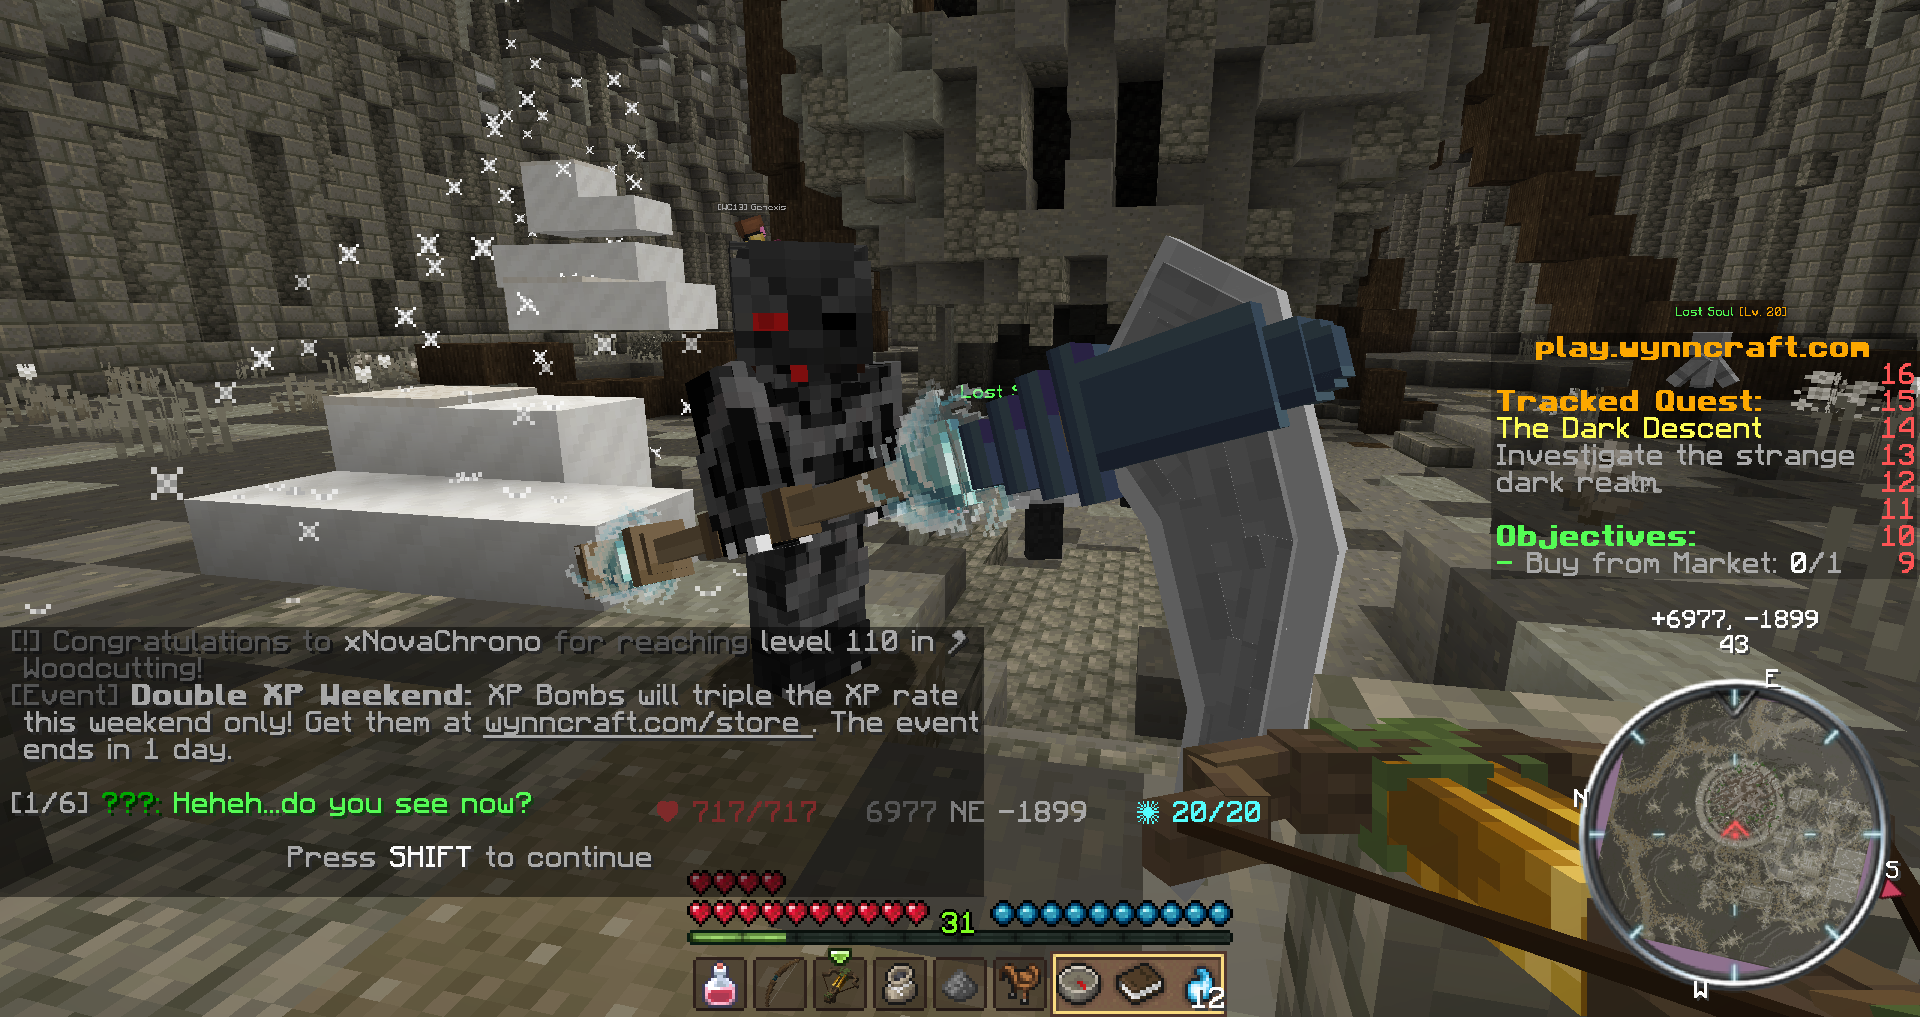 [WC13] Genexis
Lost Soul [Lv. 20]
play.wynncraft.com
16
Tracked Quest: 15
The Dark Descent 14
Investigate the strange 13
dark realm. 12
11
Objectives: 10
- Buy from Market: 0/1 9
Lost S
+6977, -1899
43
E
N
S
W
[!] Congratulations to xNovaChrono for reaching level 110 in
Woodcutting!
[Event] Double XP Weekend: XP Bombs will triple the XP rate
this weekend only! Get them at wynncraft.com/store . The event
ends in 1 day.
[1/6] ???: Heheh...do you see now?
Press SHIFT to continue
717/717 6977 NE -1899 20/20
31
12